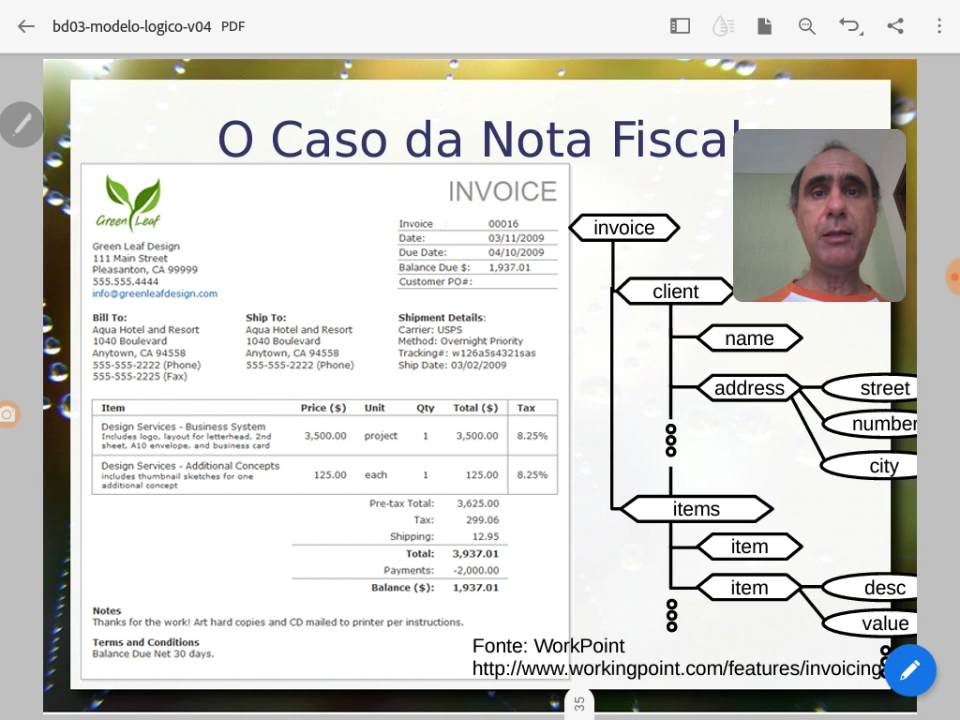 bd03-modelo-logico-v04 PDF
O Caso da Nota Fiscal
Green Leaf
INVOICE
Invoice : 00016
Date: 03/11/2009
Due Date: 04/10/2009
Balance Due $: 1,937.01
Customer PO#:
Green Leaf Design
111 Main Street
Pleasanton, CA 99999
555.555.4444
info@greenleafdesign.com
Bill To:
Aqua Hotel and Resort
1040 Boulevard
Anytown, CA 94558
555-555-2222 (Phone)
555-555-2225 (Fax)
Ship To:
Aqua Hotel and Resort
1040 Boulevard
Anytown, CA 94558
555-555-2222 (Phone)
Shipment Details:
Carrier: USPS
Method: Overnight Priority
Tracking#: w126a5s4321sas
Ship Date: 03/02/2009
Item Price ($) Unit Qty Total ($) Tax
Design Services - Business System
Includes logo, layout for letterhead, 2nd
sheet, A10 envelope, and business card
3,500.00 project 1 3,500.00 8.25%
Design Services - Additional Concepts
includes thumbnail sketches for one
additional concept
125.00 each 1 125.00 8.25%
Pre-tax Total: 3,625.00
Tax: 299.06
Shipping: 12.95
Total: 3,937.01
Payments: -2,000.00
Balance ($): 1,937.01
Notes
Thanks for the work! Art hard copies and CD mailed to printer per instructions.
Terms and Conditions
Balance Due Net 30 days.
invoice
client
name
address
street
number
city
items
item
item
desc
value
Fonte: WorkPoint
http://www.workingpoint.com/features/invoicing
35